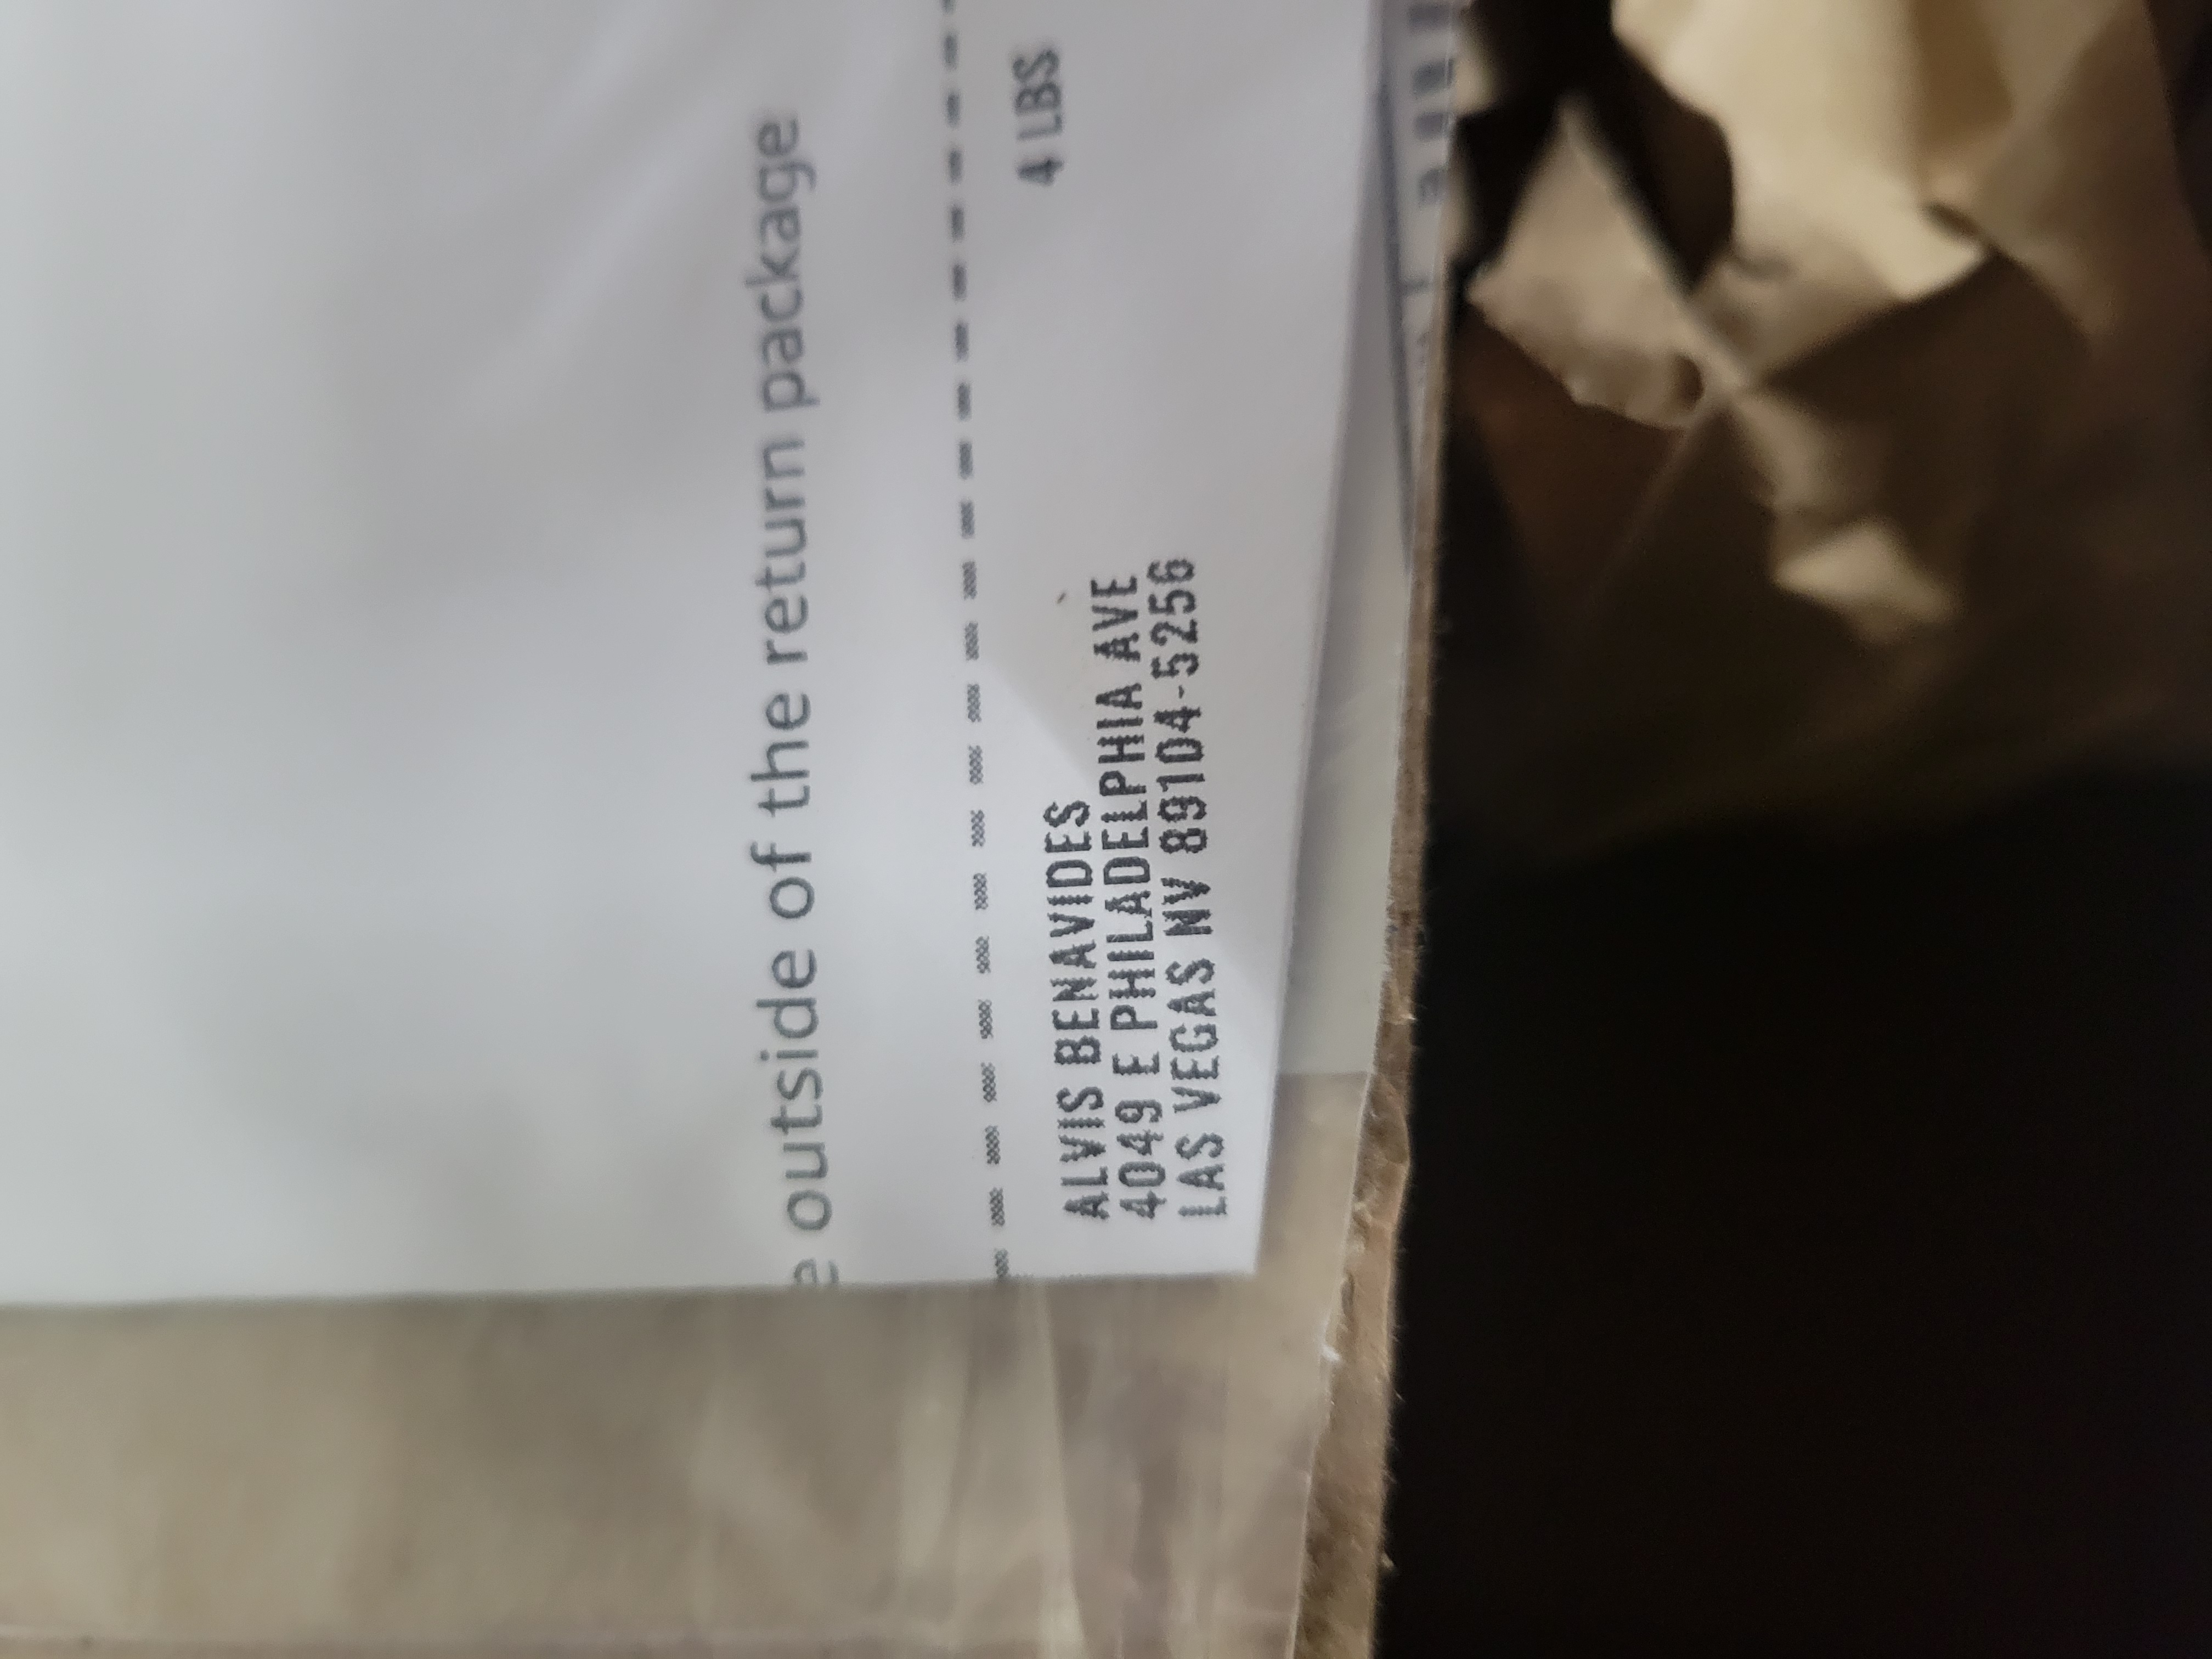 outside of the return package
4 LBS
ALVIS BENAVIDES
4049 E PHILADELPHIA AVE
LAS VEGAS NV 89104-5256